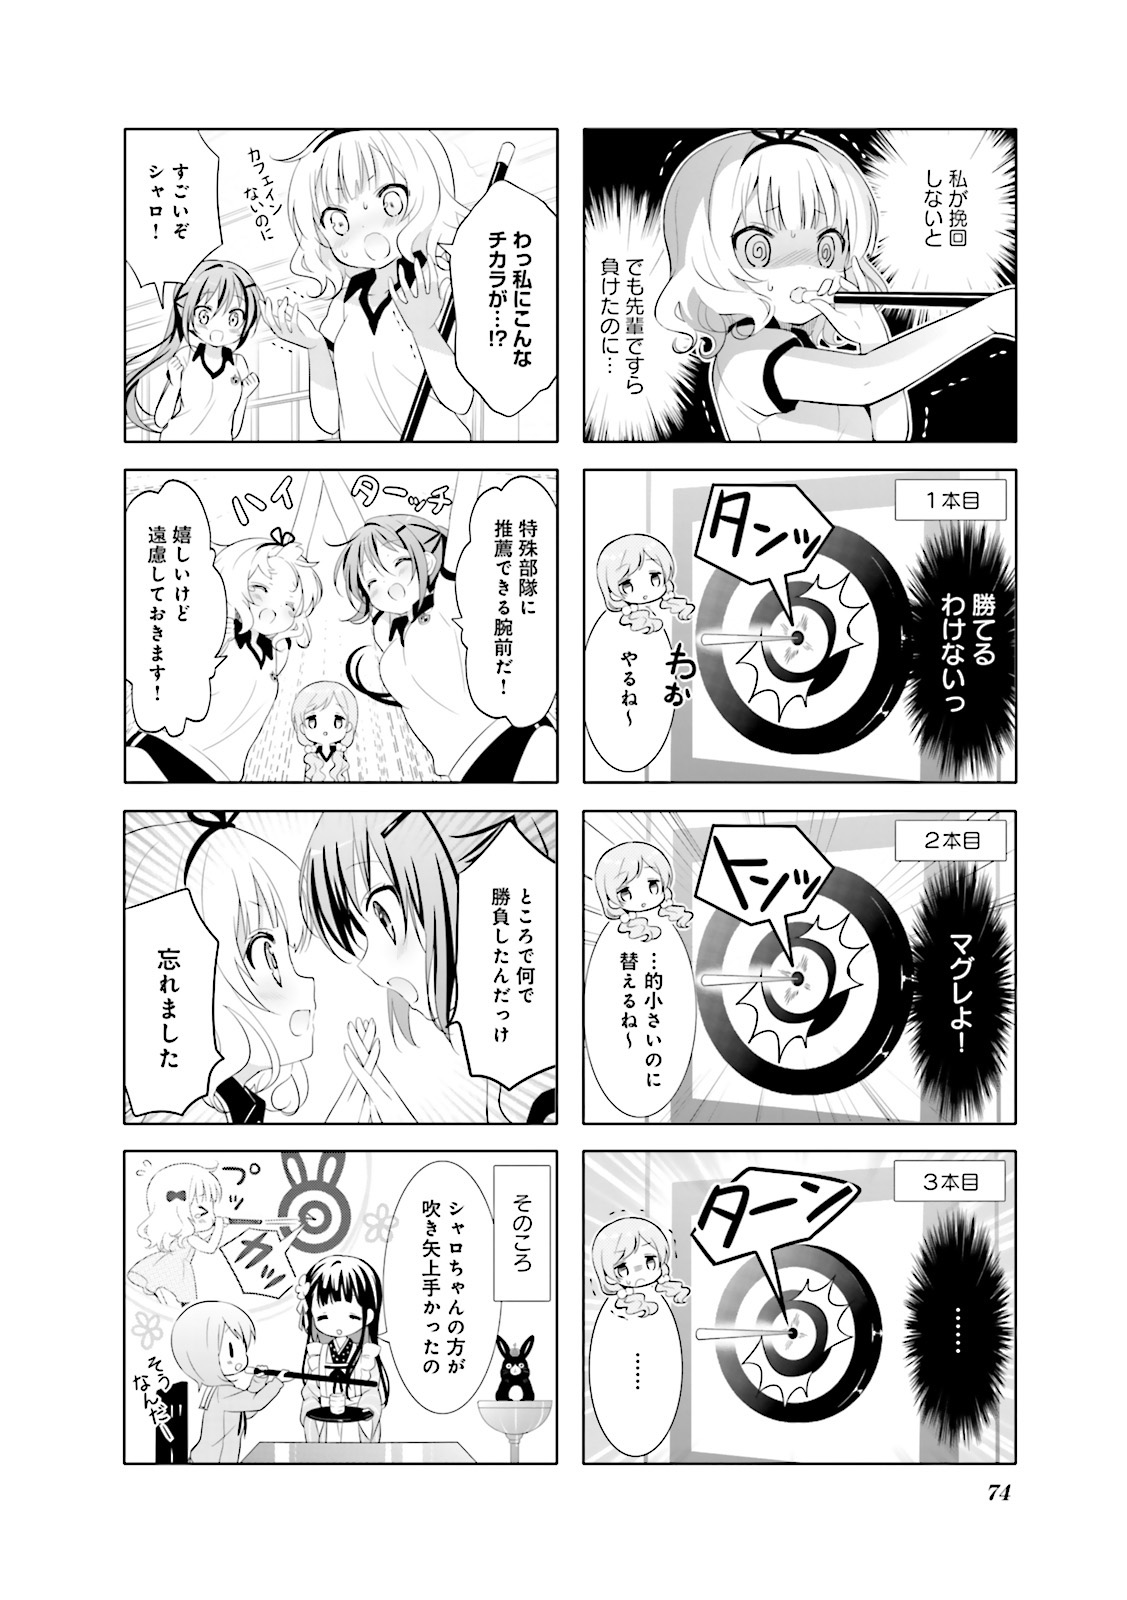 私が挽回
しないと
でも先輩ですら
負けたのに…
1本目
タンッ
勝てる
わけないっ
わぉ
やるね～
2本目
トンッ
マグレよ！
…的小さいのに
替えるね～
3本目
ターン
……
……
わっ私にこんな
チカラが…!?
カフェイン
ないのに
すごいぞ
シャロ！
特殊部隊に
推薦できる腕前だ！
ハイ
ターッチ
嬉しいけど
遠慮しておきます！
ところで何で
勝負したんだっけ
忘れました
そのころ
シャロちゃんの方が
吹き矢上手かったの
プッ
カッ
そう
なんだー
74